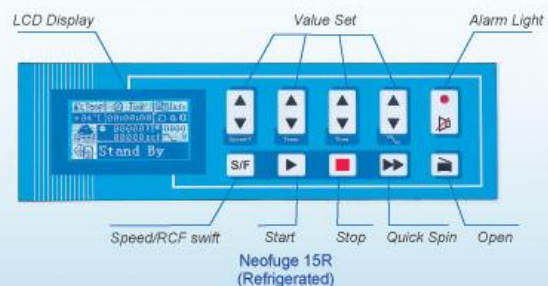 LCD Display
Value Set
Alarm Light
Stand By
S/F
Speed/RCF swift
Start
Stop
Quick Spin
Open
Neofuge 15R
(Refrigerated)